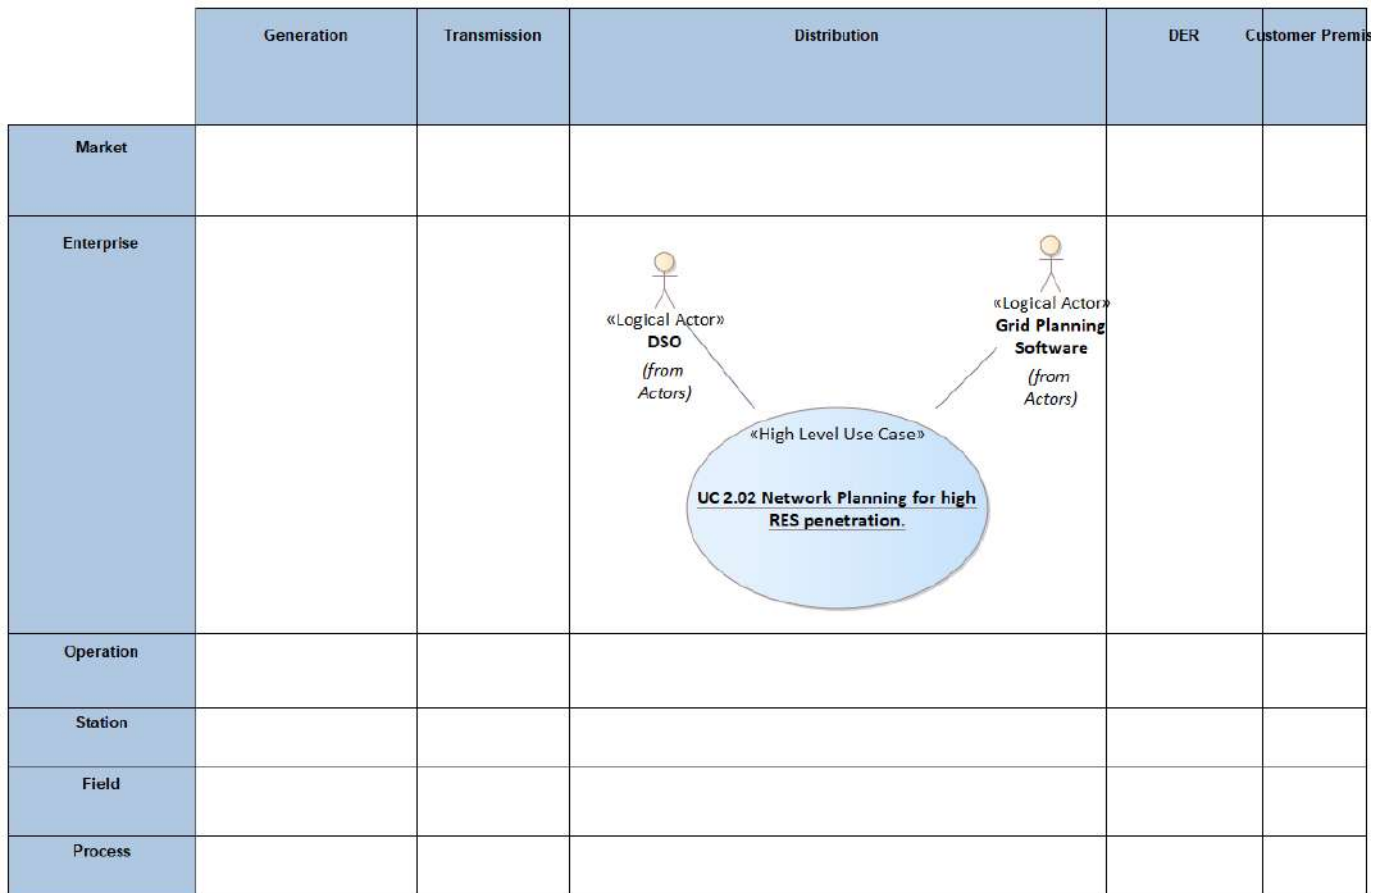 Generation
Transmission
Distribution
DER
Customer Premis
Market
Enterprise
«Logical Actor»
DSO
(from
Actors)
«Logical Actor»
Grid Planning
Software
(from
Actors)
«High Level Use Case»
UC 2.02 Network Planning for high
RES penetration.
Operation
Station
Field
Process